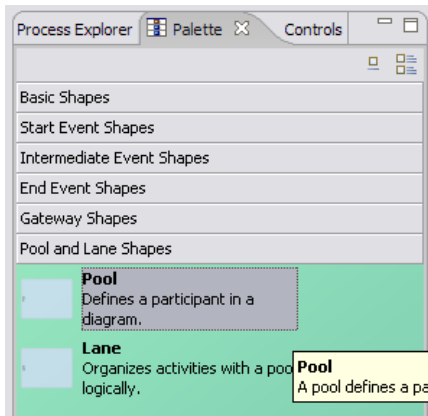 Process Explorer Palette Controls
Basic Shapes
Start Event Shapes
Intermediate Event Shapes
End Event Shapes
Gateway Shapes
Pool and Lane Shapes
Pool
Defines a participant in a
diagram.
Lane
Organizes activities with a poo
logically.
Pool
A pool defines a pa